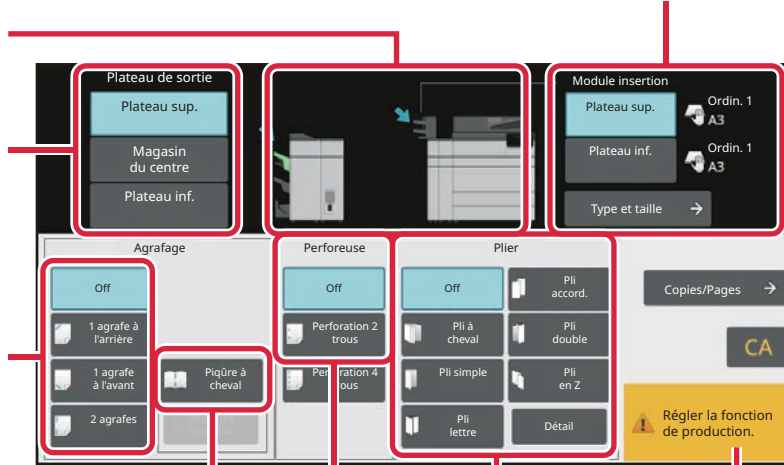 Plateau de sortie
Plateau sup.
Magasin
du centre
Plateau inf.
Module insertion
Plateau sup.
Ordin. 1
A3
Plateau inf.
Ordin. 1
A3
Type et taille
Agrafage
Off
1 agrafe à
l'arrière
1 agrafe
à l'avant
2 agrafes
Piqûre à
cheval
Perforeuse
Off
Perforation 2
trous
Perforation 4
trous
Plier
Off
Pli
accord.
Pli à
cheval
Pli
double
Pli simple
Pli
en Z
Pli
lettre
Détail
Copies/Pages
CA
Régler la fonction
de production.